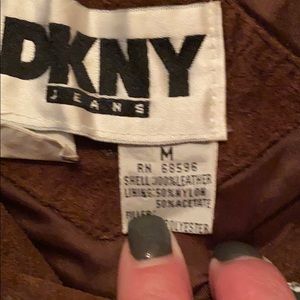 DKNY
JEANS
M
RN 68596
SHELL:100%LEATHER
LINING:50%NYLON
50%ACETATE
FILLER
POLYESTER